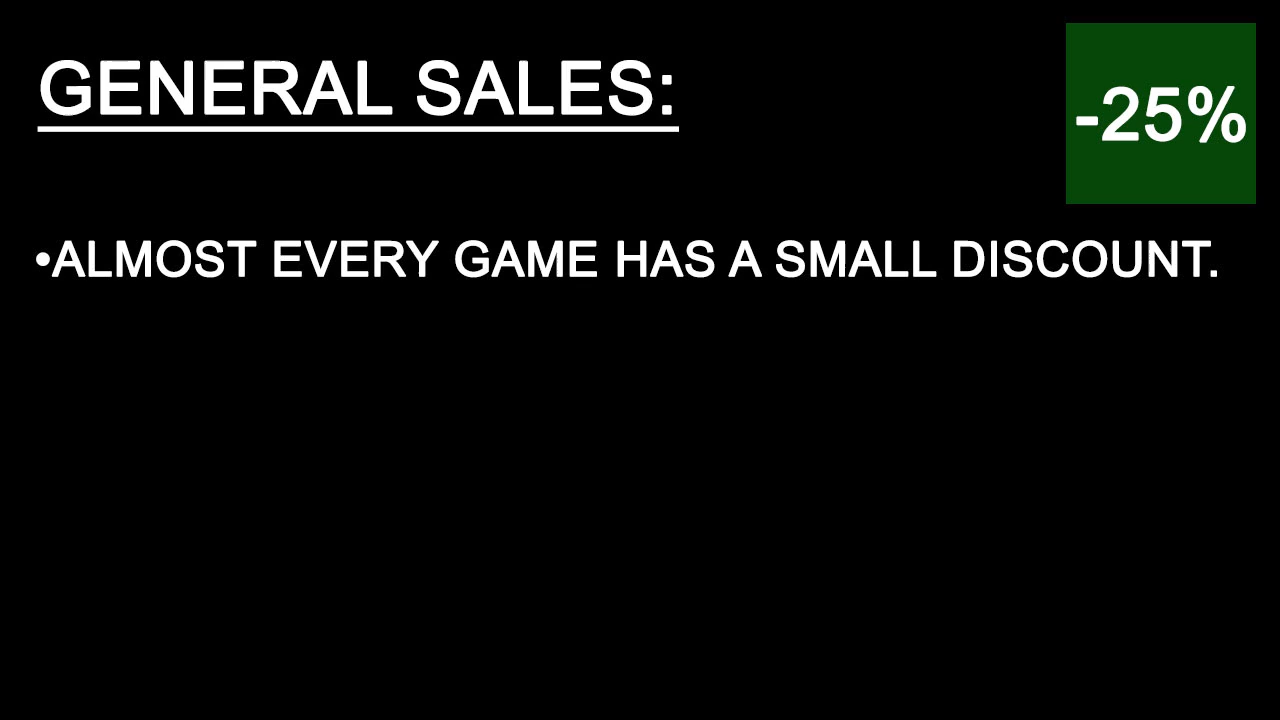 GENERAL SALES:
-25%
•ALMOST EVERY GAME HAS A SMALL DISCOUNT.